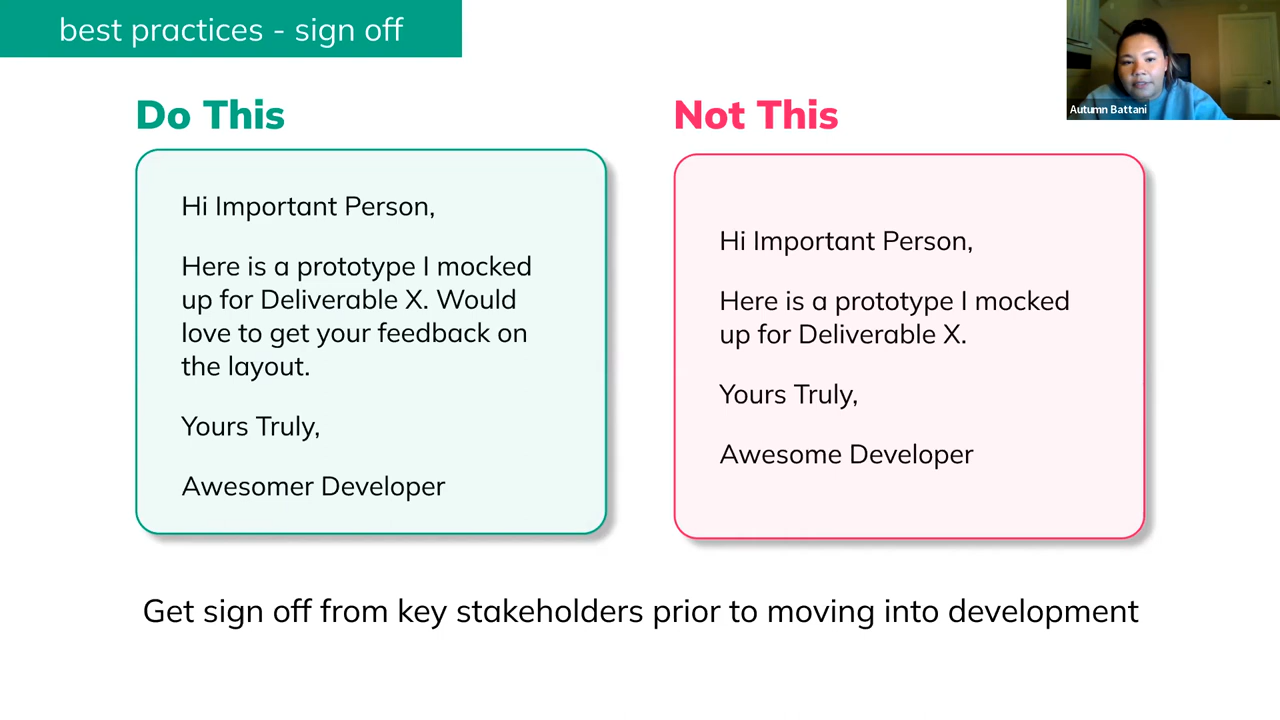 best practices - sign off
Autumn Battani
Do This
Hi Important Person,
Here is a prototype I mocked
up for Deliverable X. Would
love to get your feedback on
the layout.
Yours Truly,
Awesomer Developer
Not This
Hi Important Person,
Here is a prototype I mocked
up for Deliverable X.
Yours Truly,
Awesome Developer
Get sign off from key stakeholders prior to moving into development